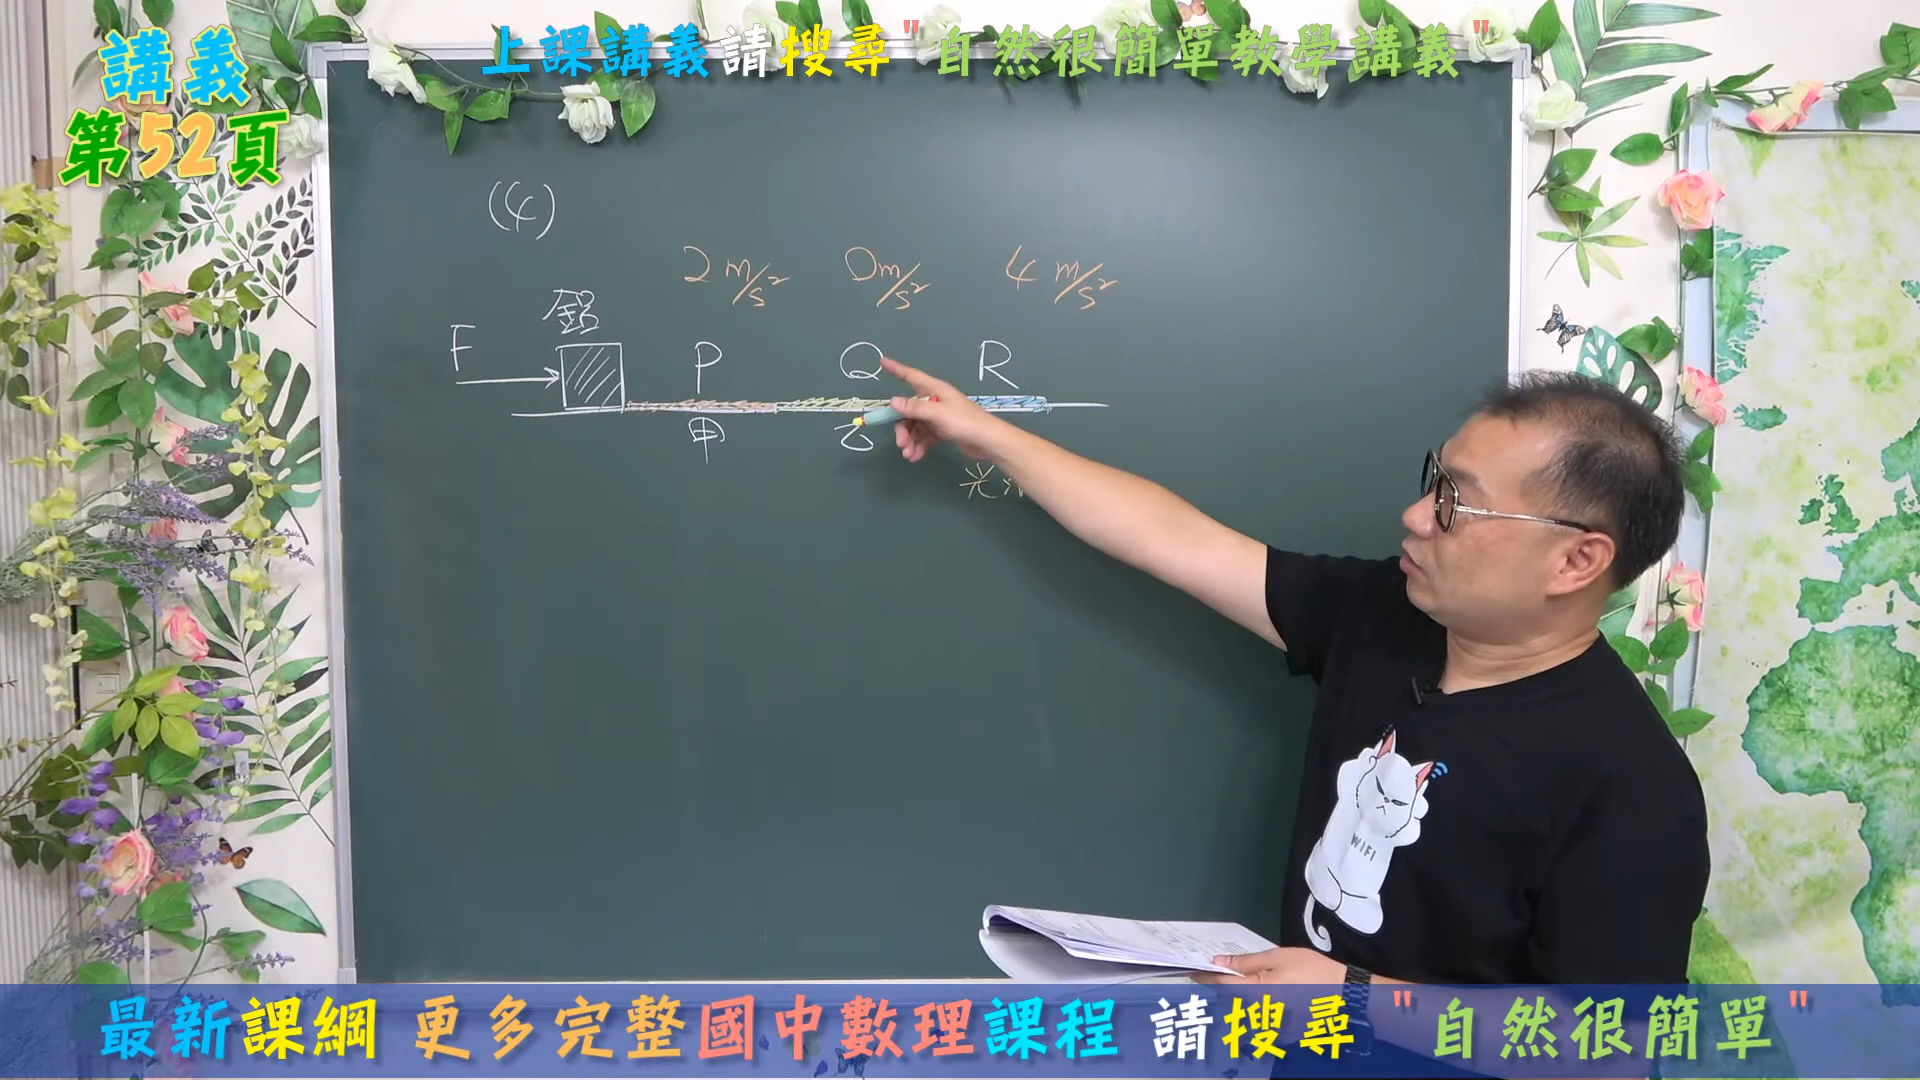 上課講義請搜尋"自然很簡單教學講義"
講義
第52頁
(4)
2 m/s² 0 m/s² 4 m/s²
鋁
F P Q R
甲 乙
光
WIFI
最新課綱 更多完整國中數理課程 請搜尋 "自然很簡單"